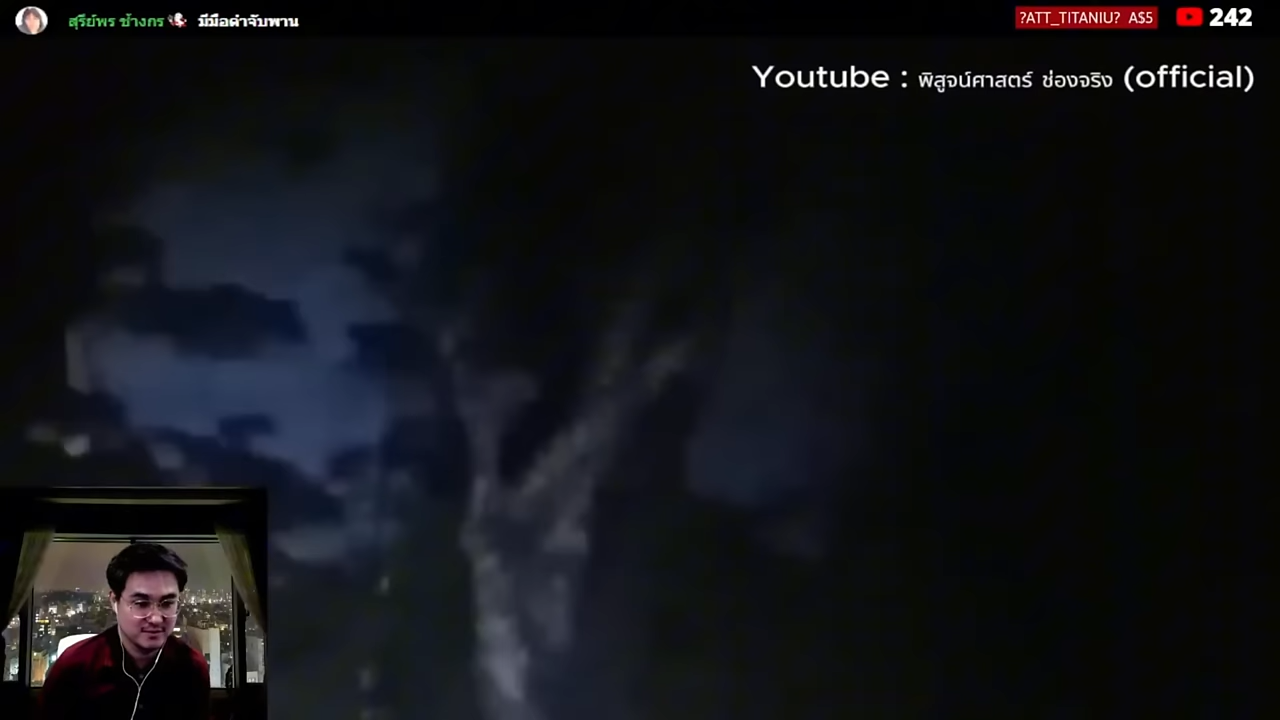 สุรีย์พร ช้างกร มีมือดำจับพาน
?ATT_TITANIU? A$5
242
Youtube : พิสูจน์ศาสตร์ ช่องจริง (official)